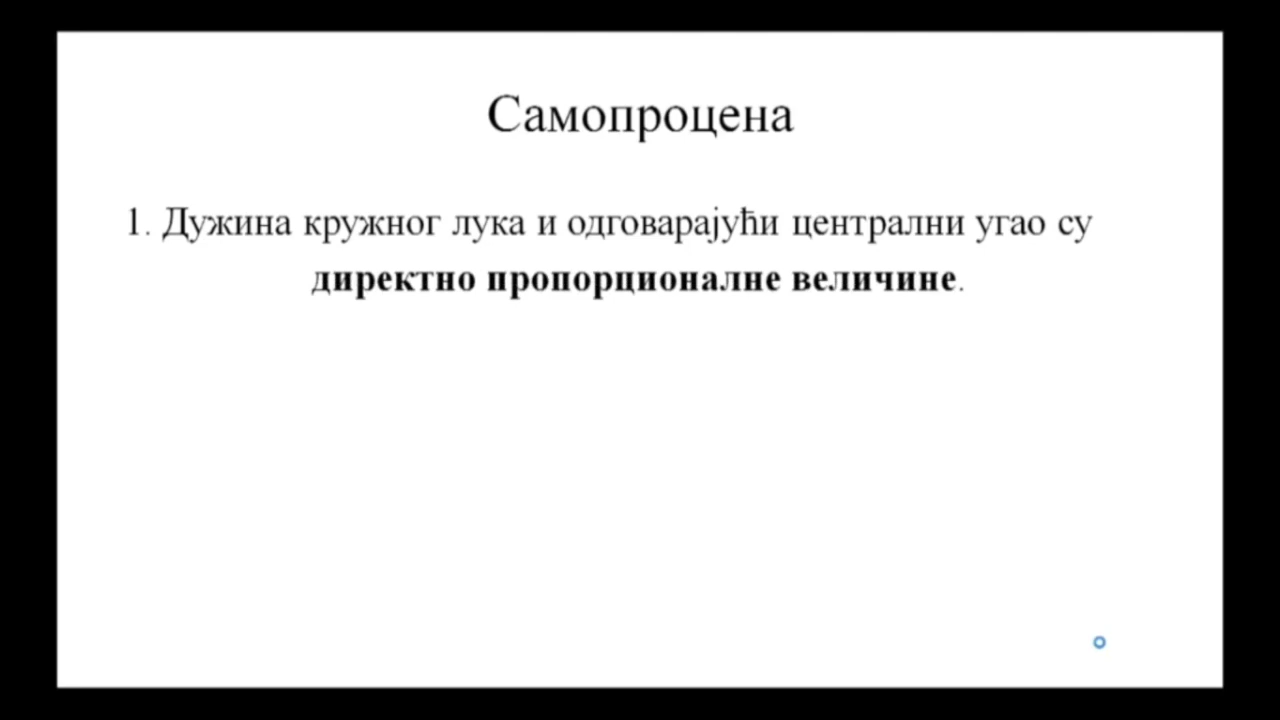 Самопроцена
1. Дужина кружног лука и одговарајући централни угао су
директно пропорционалне величине.